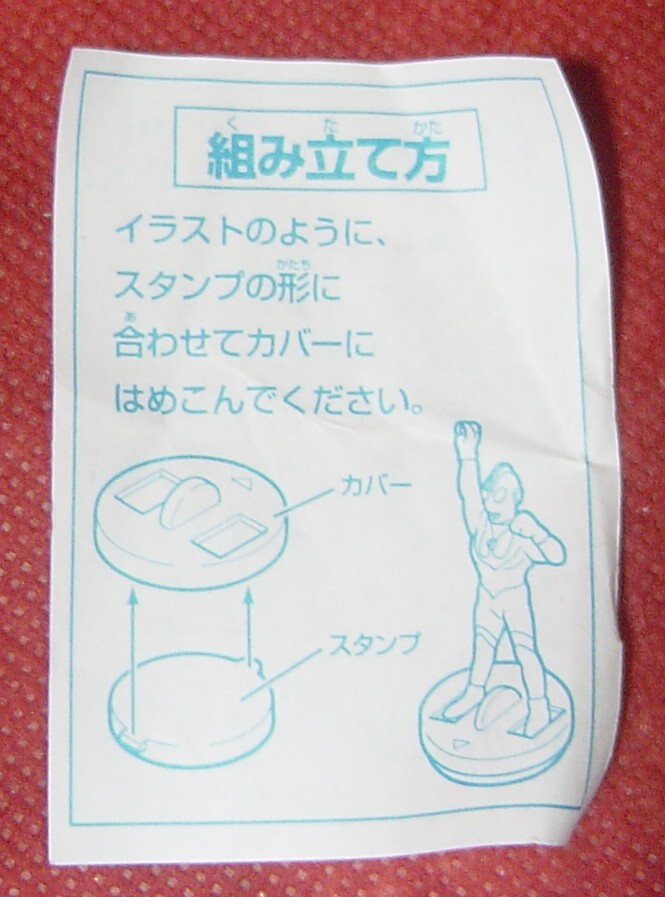 組み立て方
イラストのように、
スタンプの形に
合わせてカバーに
はめこんでください。
カバー
スタンプ